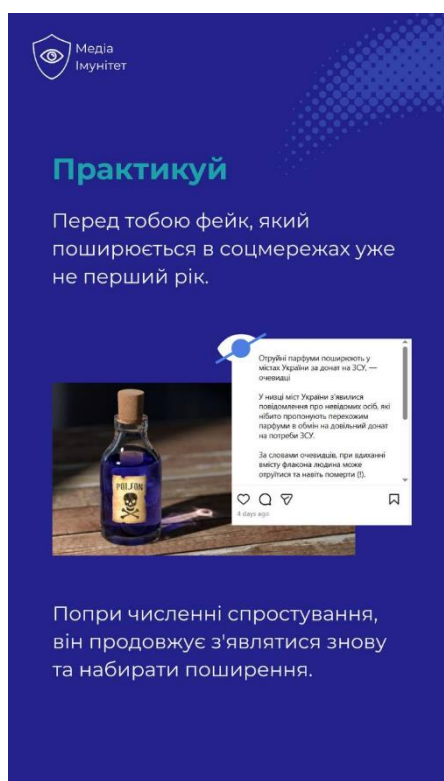 Медіа
Імунітет
Практикуй
Перед тобою фейк, який
поширюється в соцмережах уже
не перший рік.
Отруйні парфуми поширюють у
містах України за донат на ЗСУ, —
очевидці
У низці міст України з'явилися
повідомлення про невідомих осіб, які
нібито пропонують перехожим
парфуми в обмін на довільний донат
на потреби ЗСУ.
За словами очевидців, при вдиханні
вмісту флакона людина може
отруїтися та навіть померти (!).
4 days ago
POI.FON
Попри численні спростування,
він продовжує з'являтися знову
та набирати поширення.